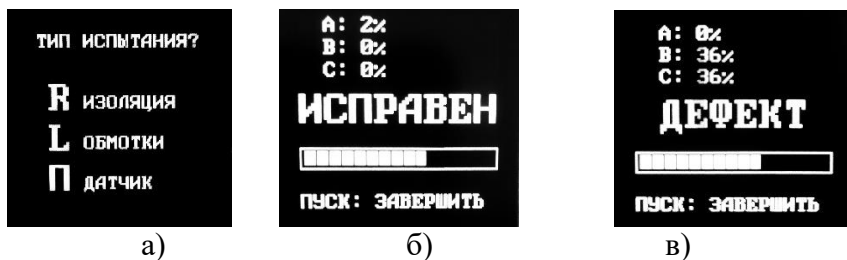 ТИП ИСПЫТАНИЯ?
R ИЗОЛЯЦИЯ
L ОБМОТКИ
П ДАТЧИК
а)
A: 2%
B: 0%
C: 0%
ИСПРАВЕН
ПУСК: ЗАВЕРШИТЬ
б)
A: 0%
B: 36%
C: 36%
ДЕФЕКТ
ПУСК: ЗАВЕРШИТЬ
в)